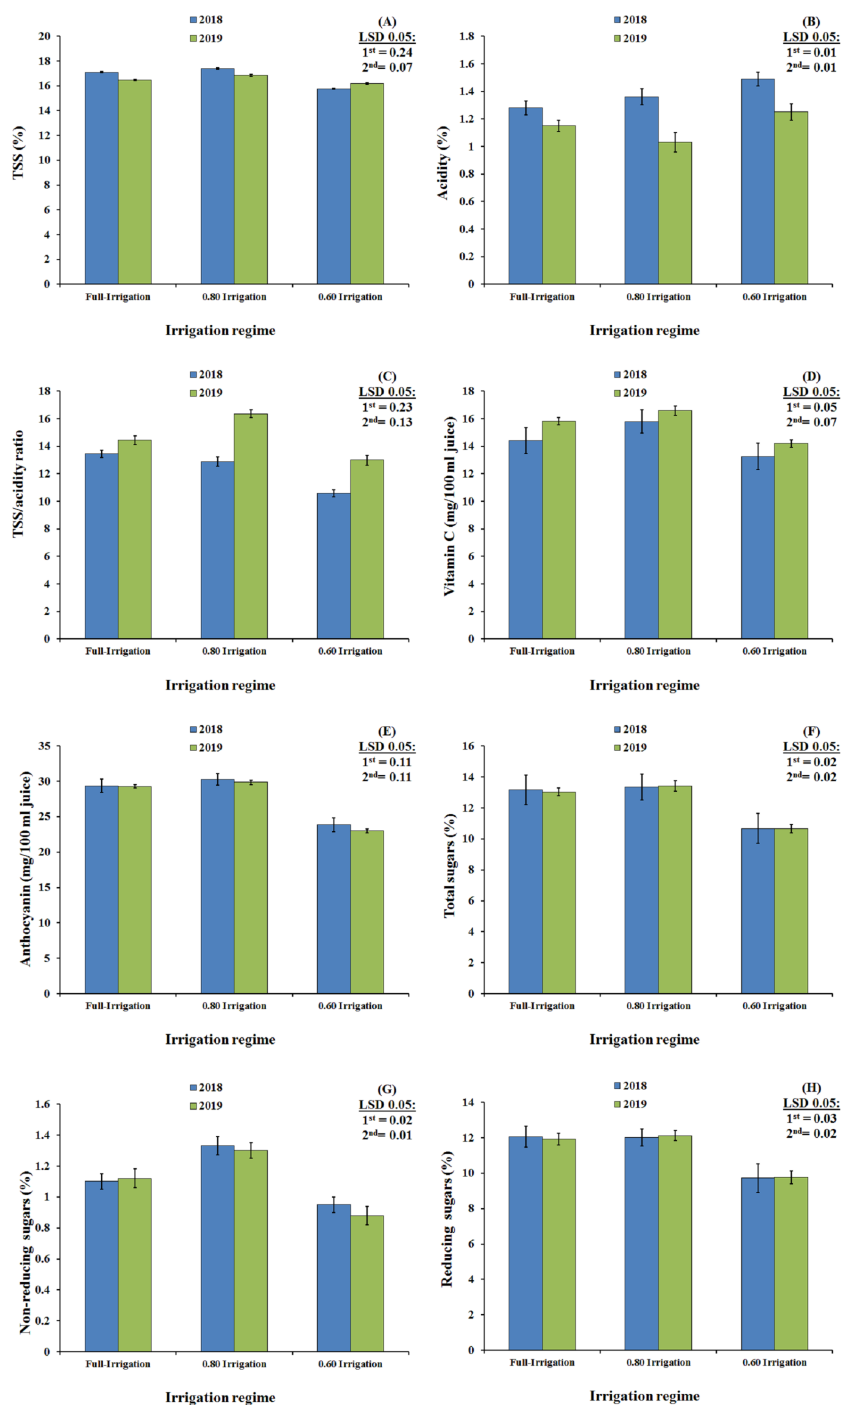 2018
2019
(A)
LSD 0.05:
1st = 0.24
2nd= 0.07
20
18
16
14
12
10
8
6
4
2
0
TSS (%)
Full-Irrigation 0.80 Irrigation 0.60 Irrigation
Irrigation regime
2018
2019
(B)
LSD 0.05:
1st = 0.01
2nd = 0.01
1.8
1.6
1.4
1.2
1
0.8
0.6
0.4
0.2
0
Acidity (%)
Full-Irrigation 0.80 Irrigation 0.60 Irrigation
Irrigation regime
2018
2019
(C)
LSD 0.05:
1st = 0.23
2nd = 0.13
18
16
14
12
10
8
6
4
2
0
TSS/acidity ratio
Full-Irrigation 0.80 Irrigation 0.60 Irrigation
Irrigation regime
2018
2019
(D)
LSD 0.05:
1st = 0.05
2nd = 0.07
18
16
14
12
10
8
6
4
2
0
Vitamin C (mg/100 ml juice)
Full-Irrigation 0.80 Irrigation 0.60 Irrigation
Irrigation regime
2018
2019
(E)
LSD 0.05:
1st = 0.11
2nd = 0.11
35
30
25
20
15
10
5
0
Anthocyanin (mg/100 ml juice)
Full-Irrigation 0.80 Irrigation 0.60 Irrigation
Irrigation regime
2018
2019
(F)
LSD 0.05:
1st = 0.02
2nd = 0.02
16
14
12
10
8
6
4
2
0
Total sugars (%)
Full-Irrigation 0.80 Irrigation 0.60 Irrigation
Irrigation regime
2018
2019
(G)
LSD 0.05:
1st = 0.02
2nd = 0.01
1.6
1.4
1.2
1
0.8
0.6
0.4
0.2
0
Non-reducing sugars (%)
Full-Irrigation 0.80 Irrigation 0.60 Irrigation
Irrigation regime
2018
2019
(H)
LSD 0.05:
1st = 0.03
2nd = 0.02
14
12
10
8
6
4
2
0
Reducing sugars (%)
Full-Irrigation 0.80 Irrigation 0.60 Irrigation
Irrigation regime